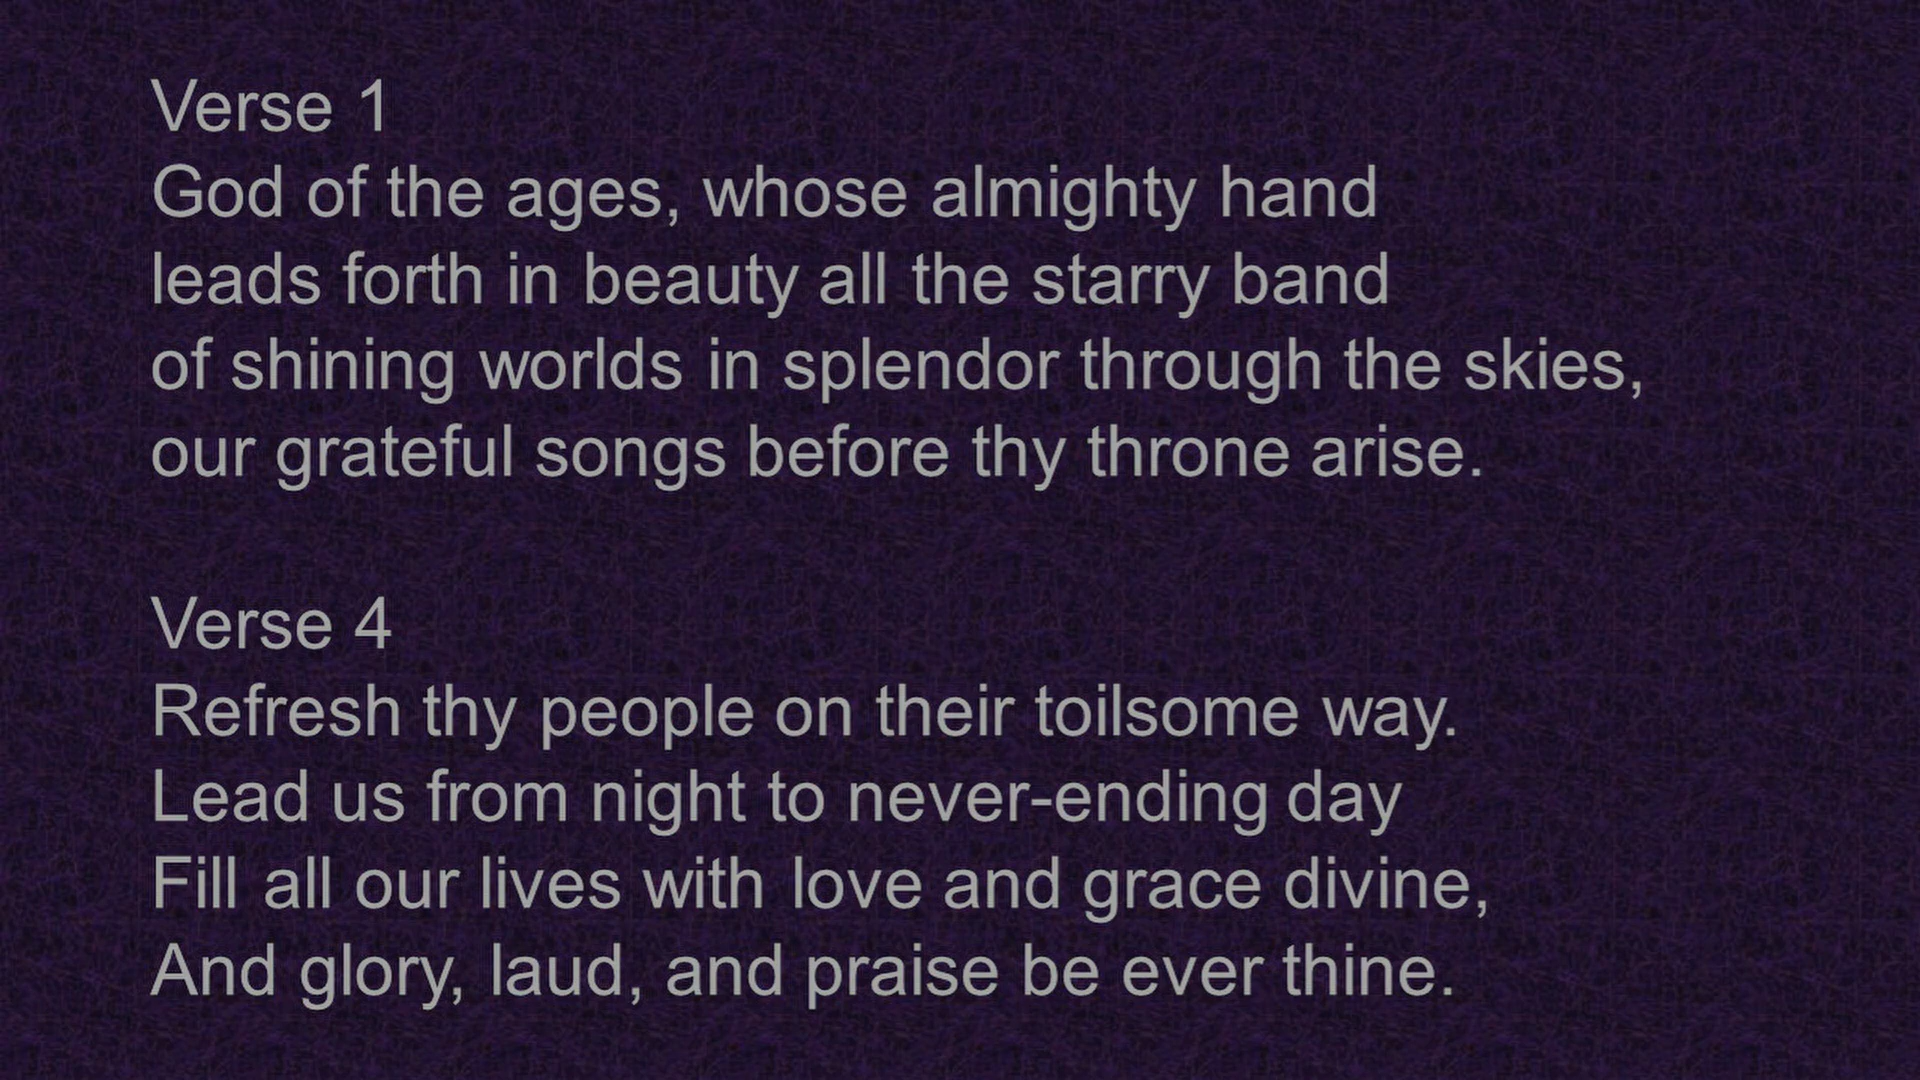 Verse 1
God of the ages, whose almighty hand
leads forth in beauty all the starry band
of shining worlds in splendor through the skies,
our grateful songs before thy throne arise.
Verse 4
Refresh thy people on their toilsome way.
Lead us from night to never-ending day
Fill all our lives with love and grace divine,
And glory, laud, and praise be ever thine.